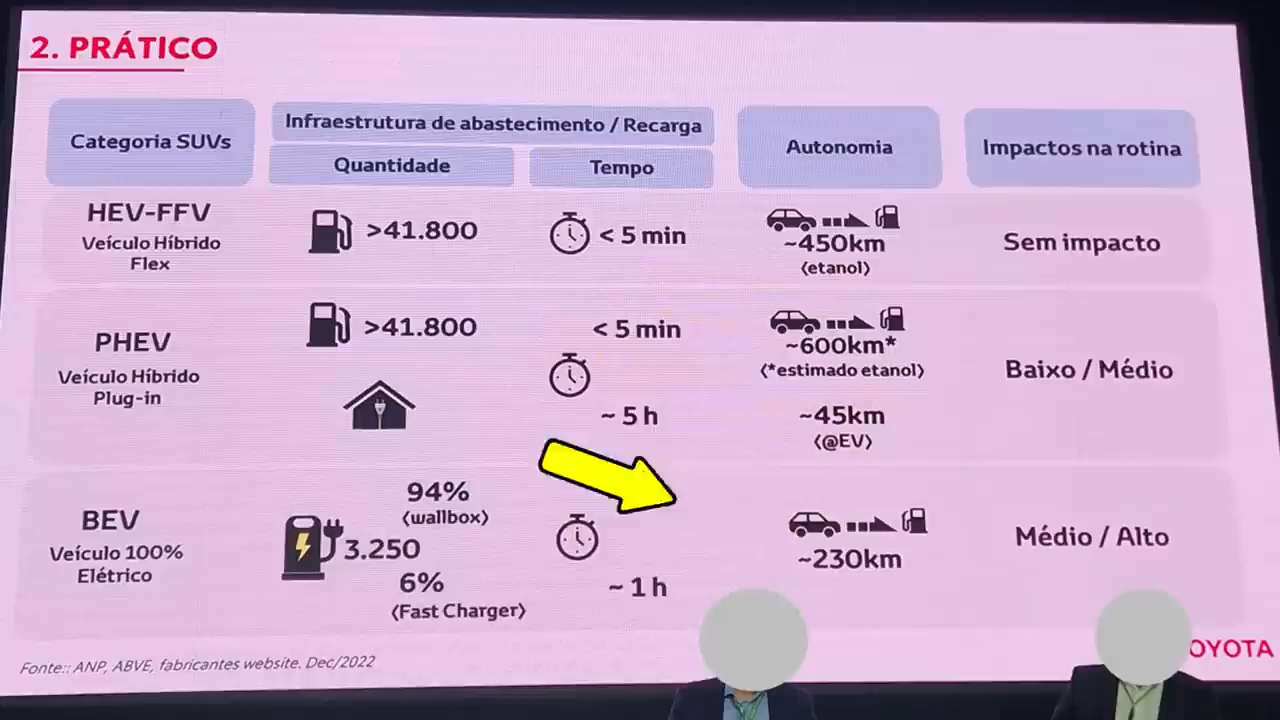 2. PRÁTICO
Categoria SUVs
Infraestrutura de abastecimento / Recarga
Quantidade
Tempo
Autonomia
Impactos na rotina
HEV-FFV
Veículo Híbrido
Flex
>41.800
< 5 min
~450km
(etanol)
Sem impacto
PHEV
Veículo Híbrido
Plug-in
>41.800
< 5 min
~ 5 h
~600km*
(*estimado etanol)
~45km
(@EV)
Baixo / Médio
BEV
Veículo 100%
Elétrico
94%
(wallbox)
3.250
6%
(Fast Charger)
~ 1 h
~230km
Médio / Alto
Fonte:: ANP, ABVE, fabricantes website. Dec/2022
OYOTA